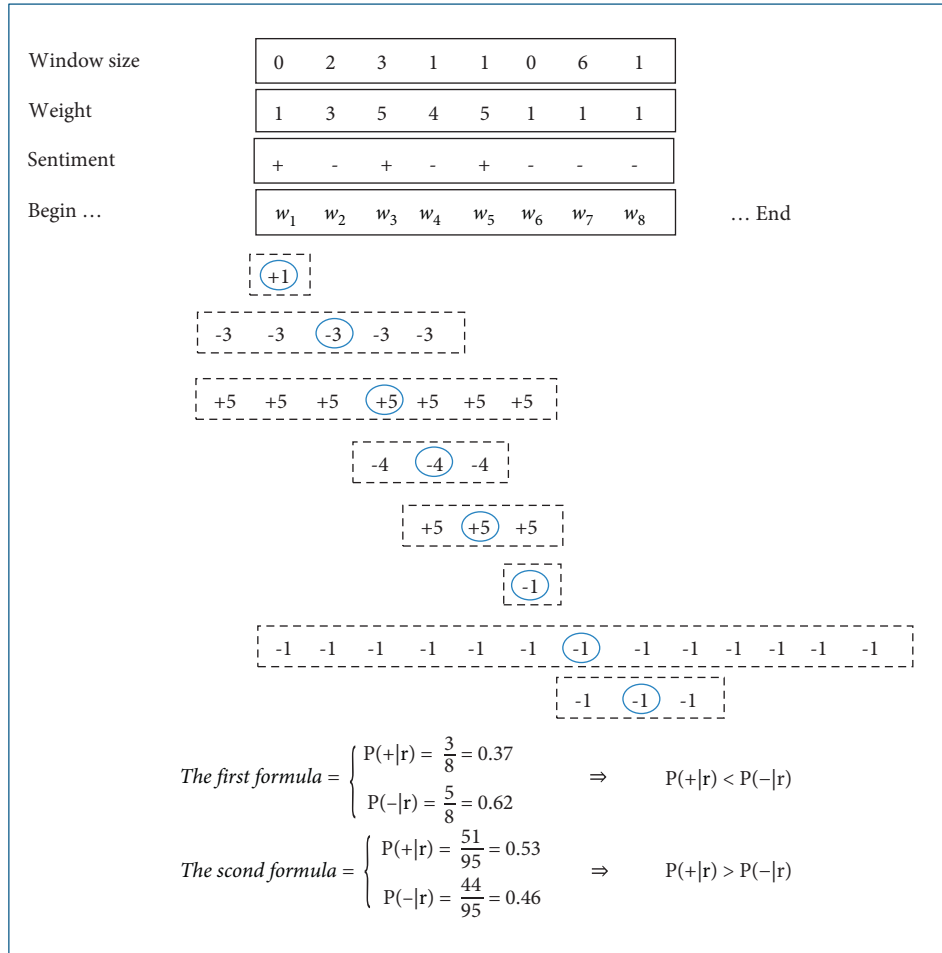 Window size 0 2 3 1 1 0 6 1
Weight 1 3 5 4 5 1 1 1
Sentiment + - + - + - - -
Begin … w1 w2 w3 w4 w5 w6 w7 w8 … End
+1
-3 -3 -3 -3 -3
+5 +5 +5 +5 +5 +5 +5
-4 -4 -4
+5 +5 +5
-1
-1 -1 -1 -1 -1 -1 -1 -1 -1 -1 -1 -1 -1
-1 -1 -1
The first formula = { P(+|r) = 3/8 = 0.37
P(−|r) = 5/8 = 0.62 ⇒ P(+|r) < P(−|r)
The scond formula = { P(+|r) = 51/95 = 0.53
P(−|r) = 44/95 = 0.46 ⇒ P(+|r) > P(−|r)